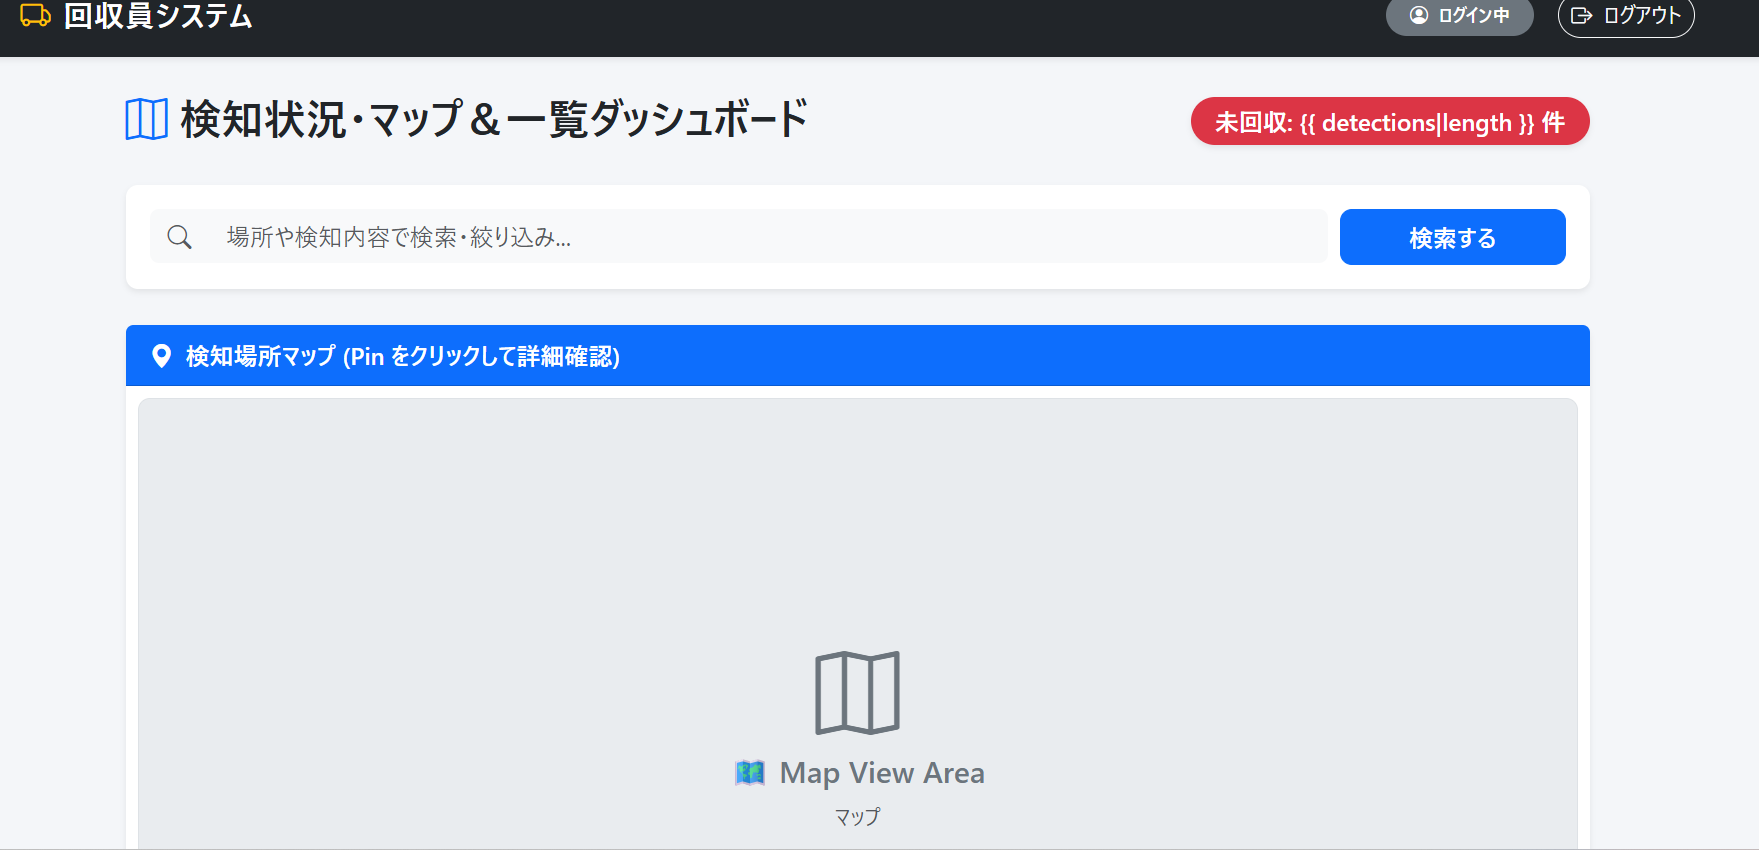 回収員システム
ログイン中
ログアウト
検知状況・マップ & 一覧ダッシュボード
未回収: {{ detections|length }} 件
場所や検知内容で検索・絞り込み...
検索する
検知場所マップ (Pin をクリックして詳細確認)
Map View Area
マップ